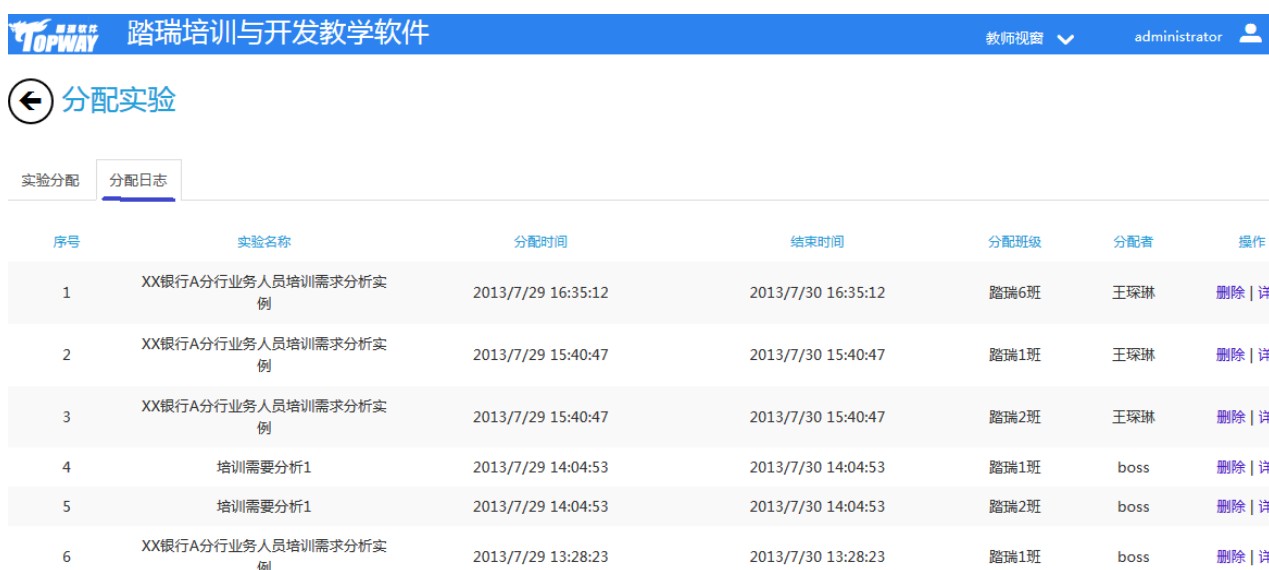 踏瑞软件
TOPWAY 踏瑞培训与开发教学软件 教师视窗 administrator
分配实验
实验分配 分配日志
序号 实验名称 分配时间 结束时间 分配班级 分配者 操作
1 XX银行A分行业务人员培训需求分析实 2013/7/29 16:35:12 2013/7/30 16:35:12 踏瑞6班 王琛琳 删除 | 详
例
2 XX银行A分行业务人员培训需求分析实 2013/7/29 15:40:47 2013/7/30 15:40:47 踏瑞1班 王琛琳 删除 | 详
例
3 XX银行A分行业务人员培训需求分析实 2013/7/29 15:40:47 2013/7/30 15:40:47 踏瑞2班 王琛琳 删除 | 详
例
4 培训需要分析1 2013/7/29 14:04:53 2013/7/30 14:04:53 踏瑞1班 boss 删除 | 详
5 培训需要分析1 2013/7/29 14:04:53 2013/7/30 14:04:53 踏瑞2班 boss 删除 | 详
6 XX银行A分行业务人员培训需求分析实 2013/7/29 13:28:23 2013/7/30 13:28:23 踏瑞1班 boss 删除 | 详
例